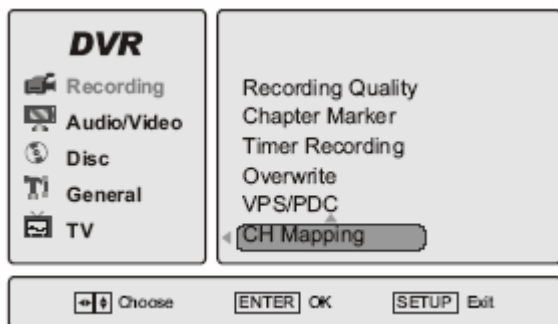 DVR
Recording
Audio/Video
Disc
General
TV
Recording Quality
Chapter Marker
Timer Recording
Overwrite
VPS/PDC
CH Mapping
Choose ENTER OK SETUP Exit